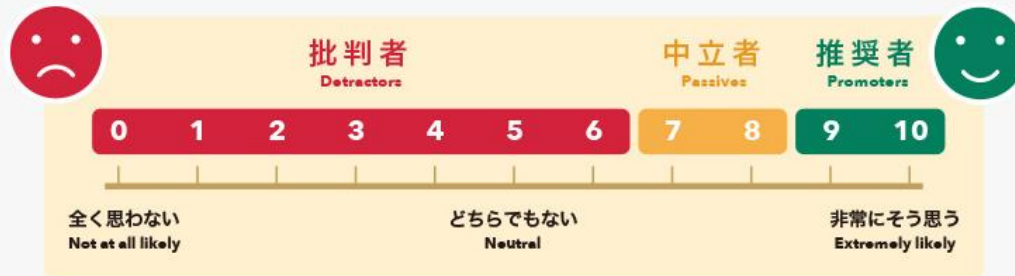 批判者
Detractors
中立者
Passives
推奨者
Promoters
0 1 2 3 4 5 6 7 8 9 10
全く思わない
Not at all likely
どちらでもない
Neutral
非常にそう思う
Extremely likely